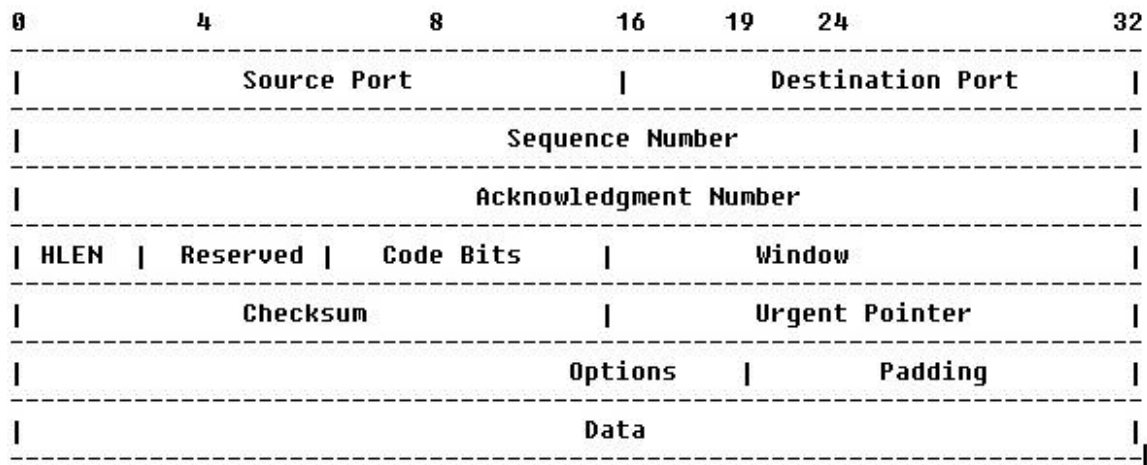 0 4 8 16 19 24 32
| Source Port | Destination Port |
| Sequence Number |
| Acknowledgment Number |
| HLEN | Reserved | Code Bits | Window |
| Checksum | Urgent Pointer |
| Options | Padding |
| Data |